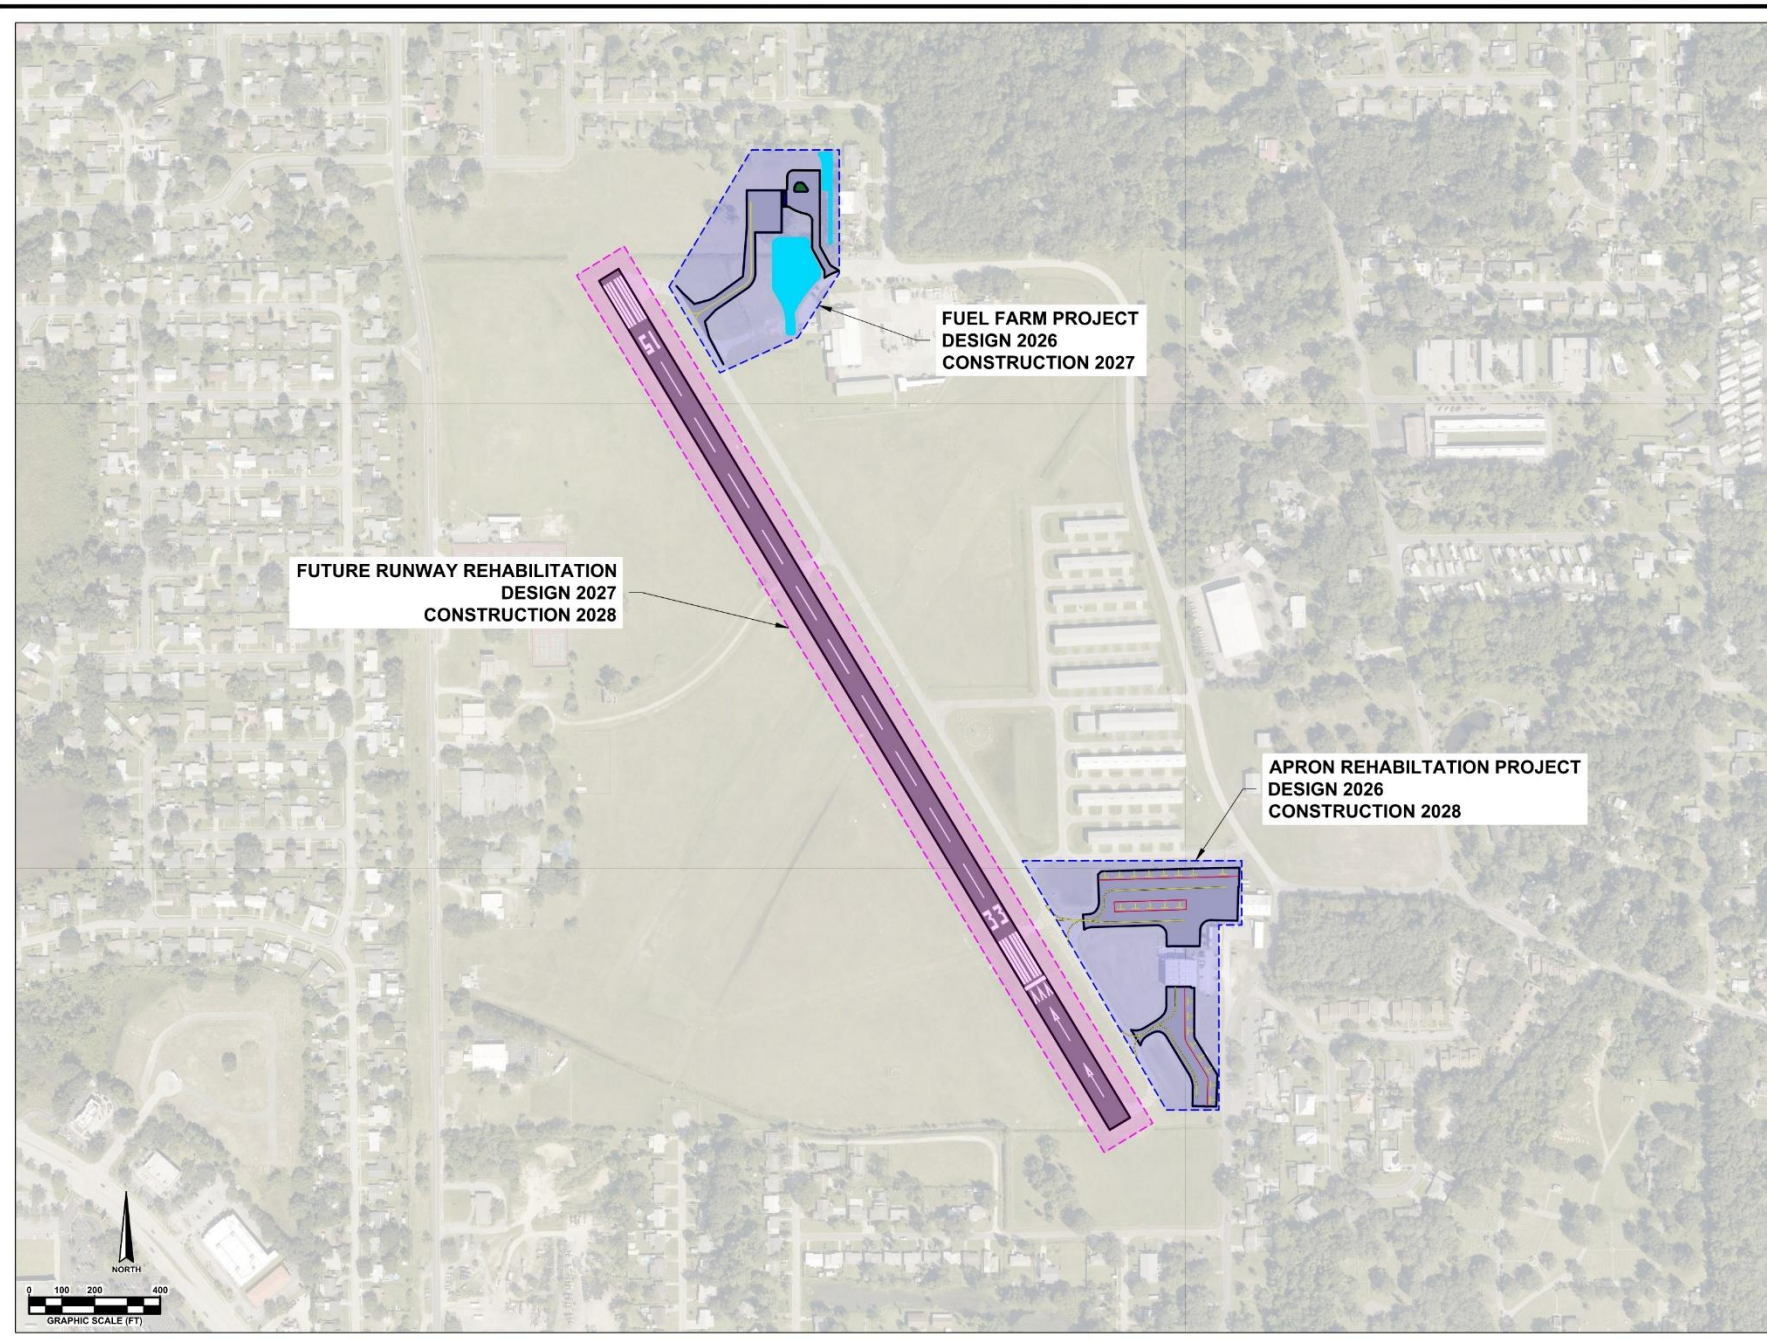 FUEL FARM PROJECT
DESIGN 2026
CONSTRUCTION 2027
15
FUTURE RUNWAY REHABILITATION
DESIGN 2027
CONSTRUCTION 2028
APRON REHABILTATION PROJECT
DESIGN 2026
CONSTRUCTION 2028
33
NORTH
0 100 200 400
GRAPHIC SCALE (FT)